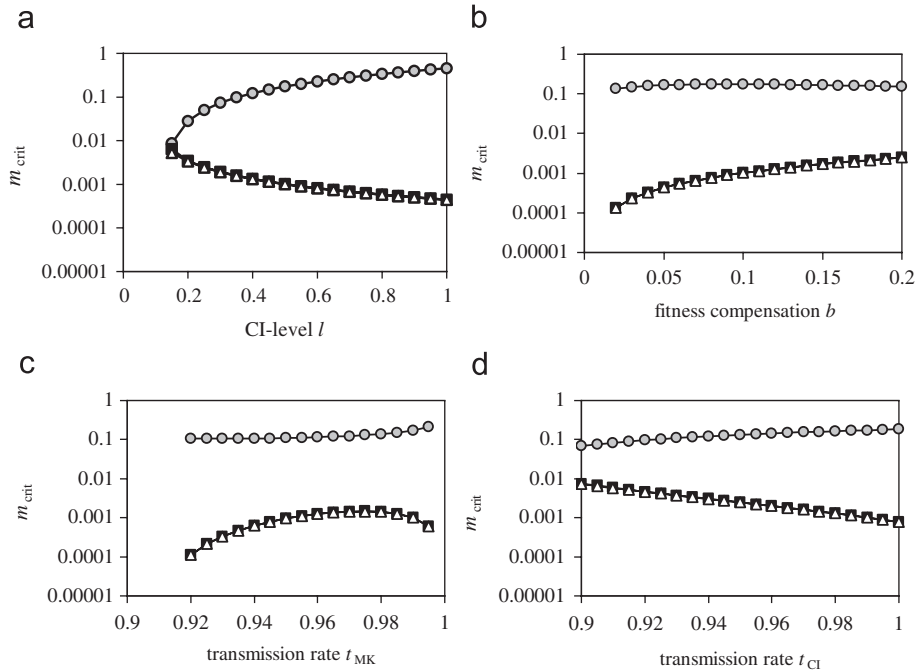 a
1
0.1
0.01
0.001
0.0001
0.00001
m crit
0 0.2 0.4 0.6 0.8 1
CI-level l
b
1
0.1
0.01
0.001
0.0001
0.00001
m crit
0 0.05 0.1 0.15 0.2
fitness compensation b
c
1
0.1
0.01
0.001
0.0001
0.00001
m crit
0.9 0.92 0.94 0.96 0.98 1
transmission rate t MK
d
1
0.1
0.01
0.001
0.0001
0.00001
m crit
0.9 0.92 0.94 0.96 0.98 1
transmission rate t CI